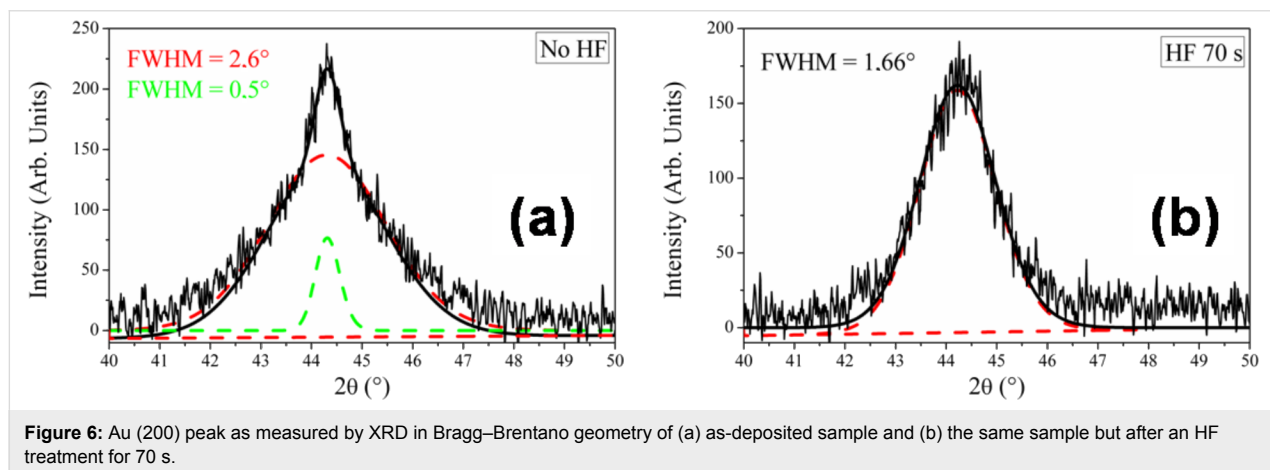 250
200
150
100
50
0
Intensity (Arb. Units)
FWHM = 2.6°
FWHM = 0.5°
No HF
(a)
40 41 42 43 44 45 46 47 48 49 50
2θ (°)
200
150
100
50
0
Intensity (Arb. Units)
FWHM = 1.66°
HF 70 s
(b)
40 41 42 43 44 45 46 47 48 49 50
2θ (°)
Figure 6: Au (200) peak as measured by XRD in Bragg–Brentano geometry of (a) as-deposited sample and (b) the same sample but after an HF
treatment for 70 s.